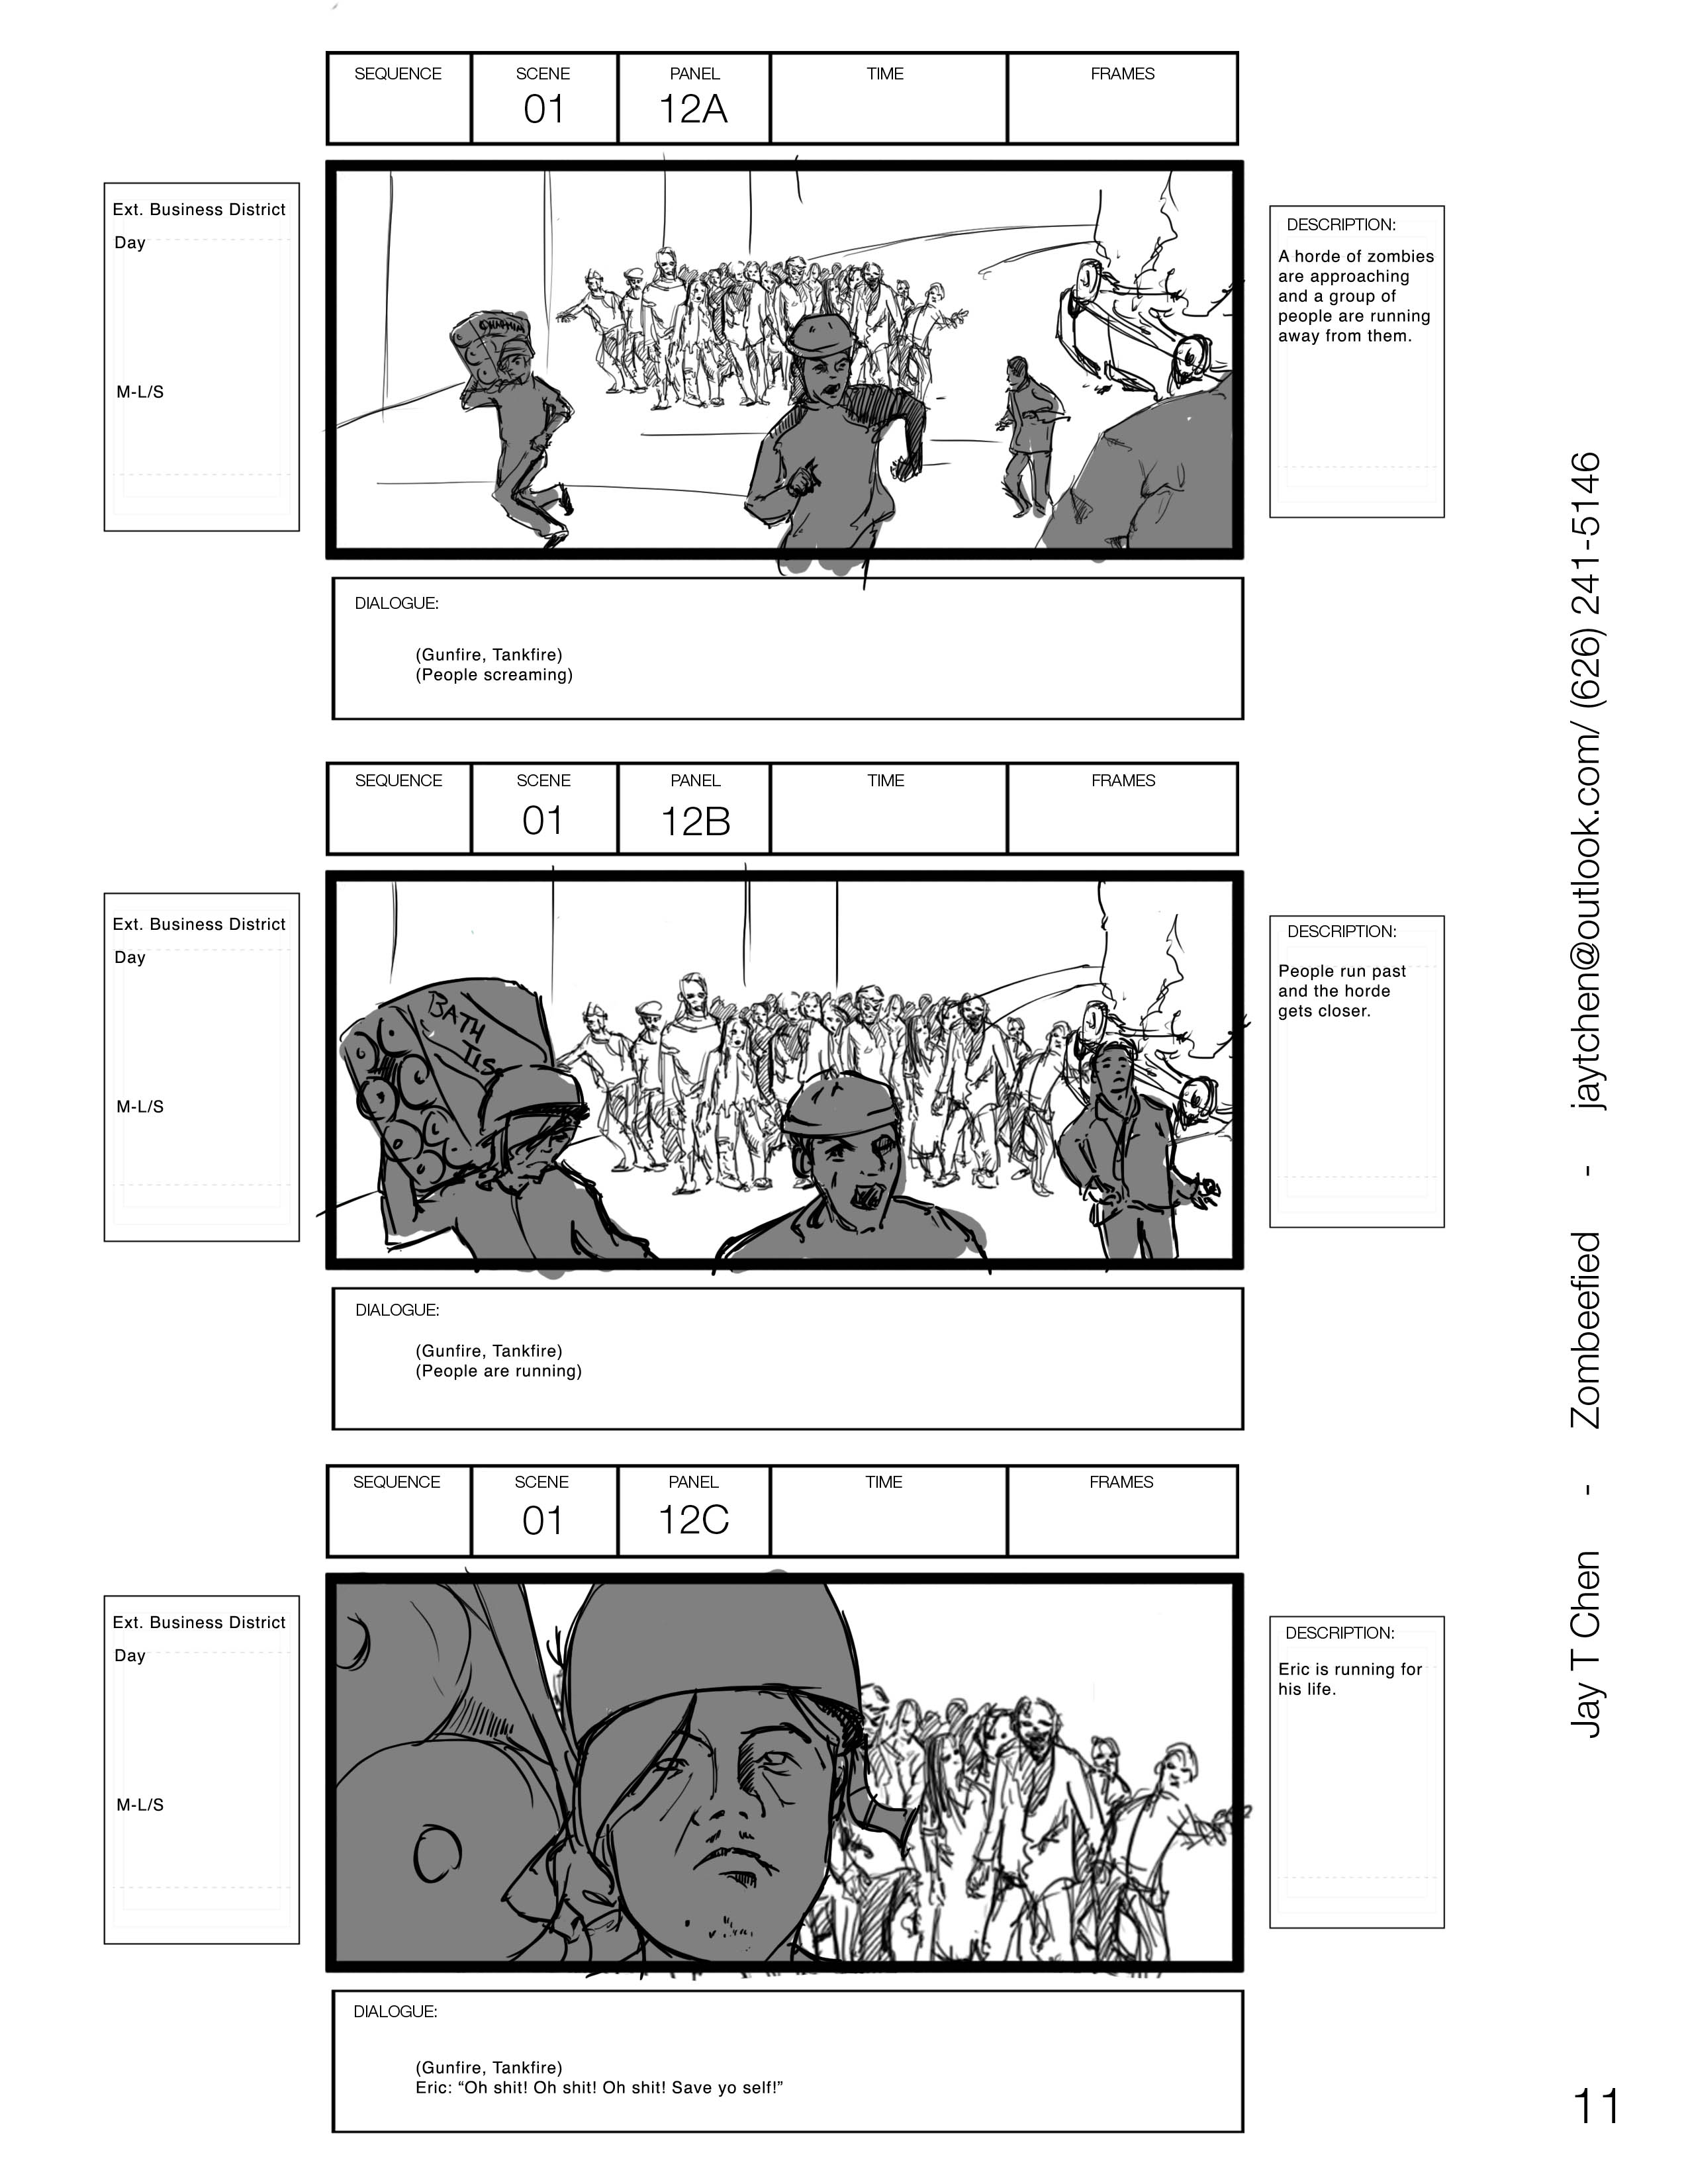 SEQUENCE SCENE PANEL TIME FRAMES
01 12A
Ext. Business District
Day
M-L/S
DESCRIPTION:
A horde of zombies
are approaching
and a group of
people are running
away from them.
DIALOGUE:
(Gunfire, Tankfire)
(People screaming)
SEQUENCE SCENE PANEL TIME FRAMES
01 12B
Ext. Business District
Day
M-L/S
BATH
TIS
DESCRIPTION:
People run past
and the horde
gets closer.
DIALOGUE:
(Gunfire, Tankfire)
(People are running)
SEQUENCE SCENE PANEL TIME FRAMES
01 12C
Ext. Business District
Day
M-L/S
DESCRIPTION:
Eric is running for
his life.
DIALOGUE:
(Gunfire, Tankfire)
Eric: “Oh shit! Oh shit! Oh shit! Save yo self!”
Jay T Chen - Zombeefied - jaytchen@outlook.com/ (626) 241-5146
11